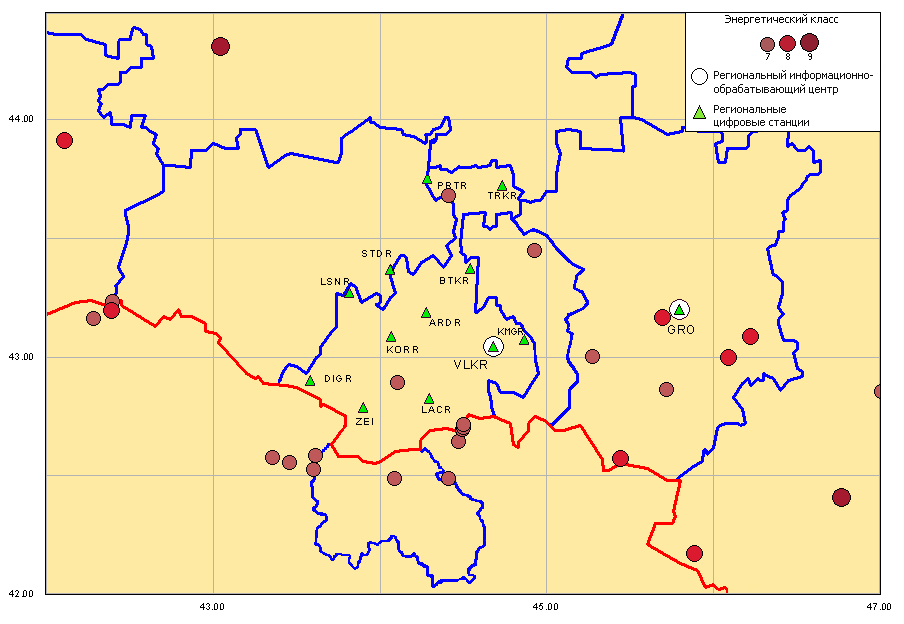 Энергетический класс
7 8 9
Региональный информационно-
обрабатывающий центр
Региональные
цифровые станции
44.00
PRTR
TRKR
STDR
LSNR
BTKR
ARDR
KMGR
GRO
KORR
43.00
VLKR
DIGR
LACR
ZEI
42.00
43.00
45.00
47.00